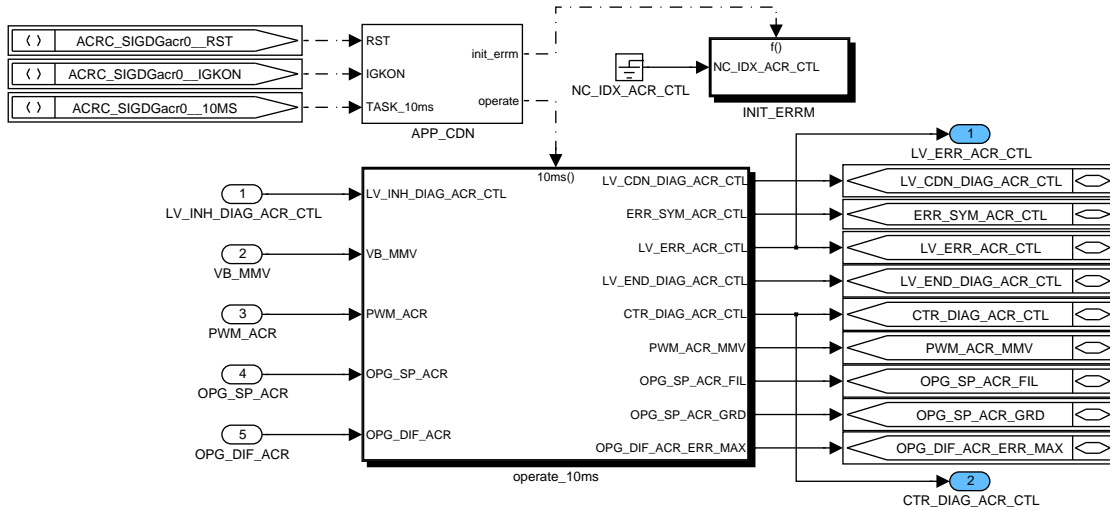 ACRC_SIGDGacr0__RST
ACRC_SIGDGacr0__IGKON
ACRC_SIGDGacr0__10MS
RST
IGKON
TASK_10ms
init_errm
operate
APP_CDN
NC_IDX_ACR_CTL
f()
NC_IDX_ACR_CTL
INIT_ERRM
1
LV_ERR_ACR_CTL
1
LV_INH_DIAG_ACR_CTL
2
VB_MMV
3
PWM_ACR
4
OPG_SP_ACR
5
OPG_DIF_ACR
10ms()
LV_INH_DIAG_ACR_CTL
VB_MMV
PWM_ACR
OPG_SP_ACR
OPG_DIF_ACR
LV_CDN_DIAG_ACR_CTL
ERR_SYM_ACR_CTL
LV_ERR_ACR_CTL
LV_END_DIAG_ACR_CTL
CTR_DIAG_ACR_CTL
PWM_ACR_MMV
OPG_SP_ACR_FIL
OPG_SP_ACR_GRD
OPG_DIF_ACR_ERR_MAX
operate_10ms
LV_CDN_DIAG_ACR_CTL
ERR_SYM_ACR_CTL
LV_ERR_ACR_CTL
LV_END_DIAG_ACR_CTL
CTR_DIAG_ACR_CTL
PWM_ACR_MMV
OPG_SP_ACR_FIL
OPG_SP_ACR_GRD
OPG_DIF_ACR_ERR_MAX
2
CTR_DIAG_ACR_CTL